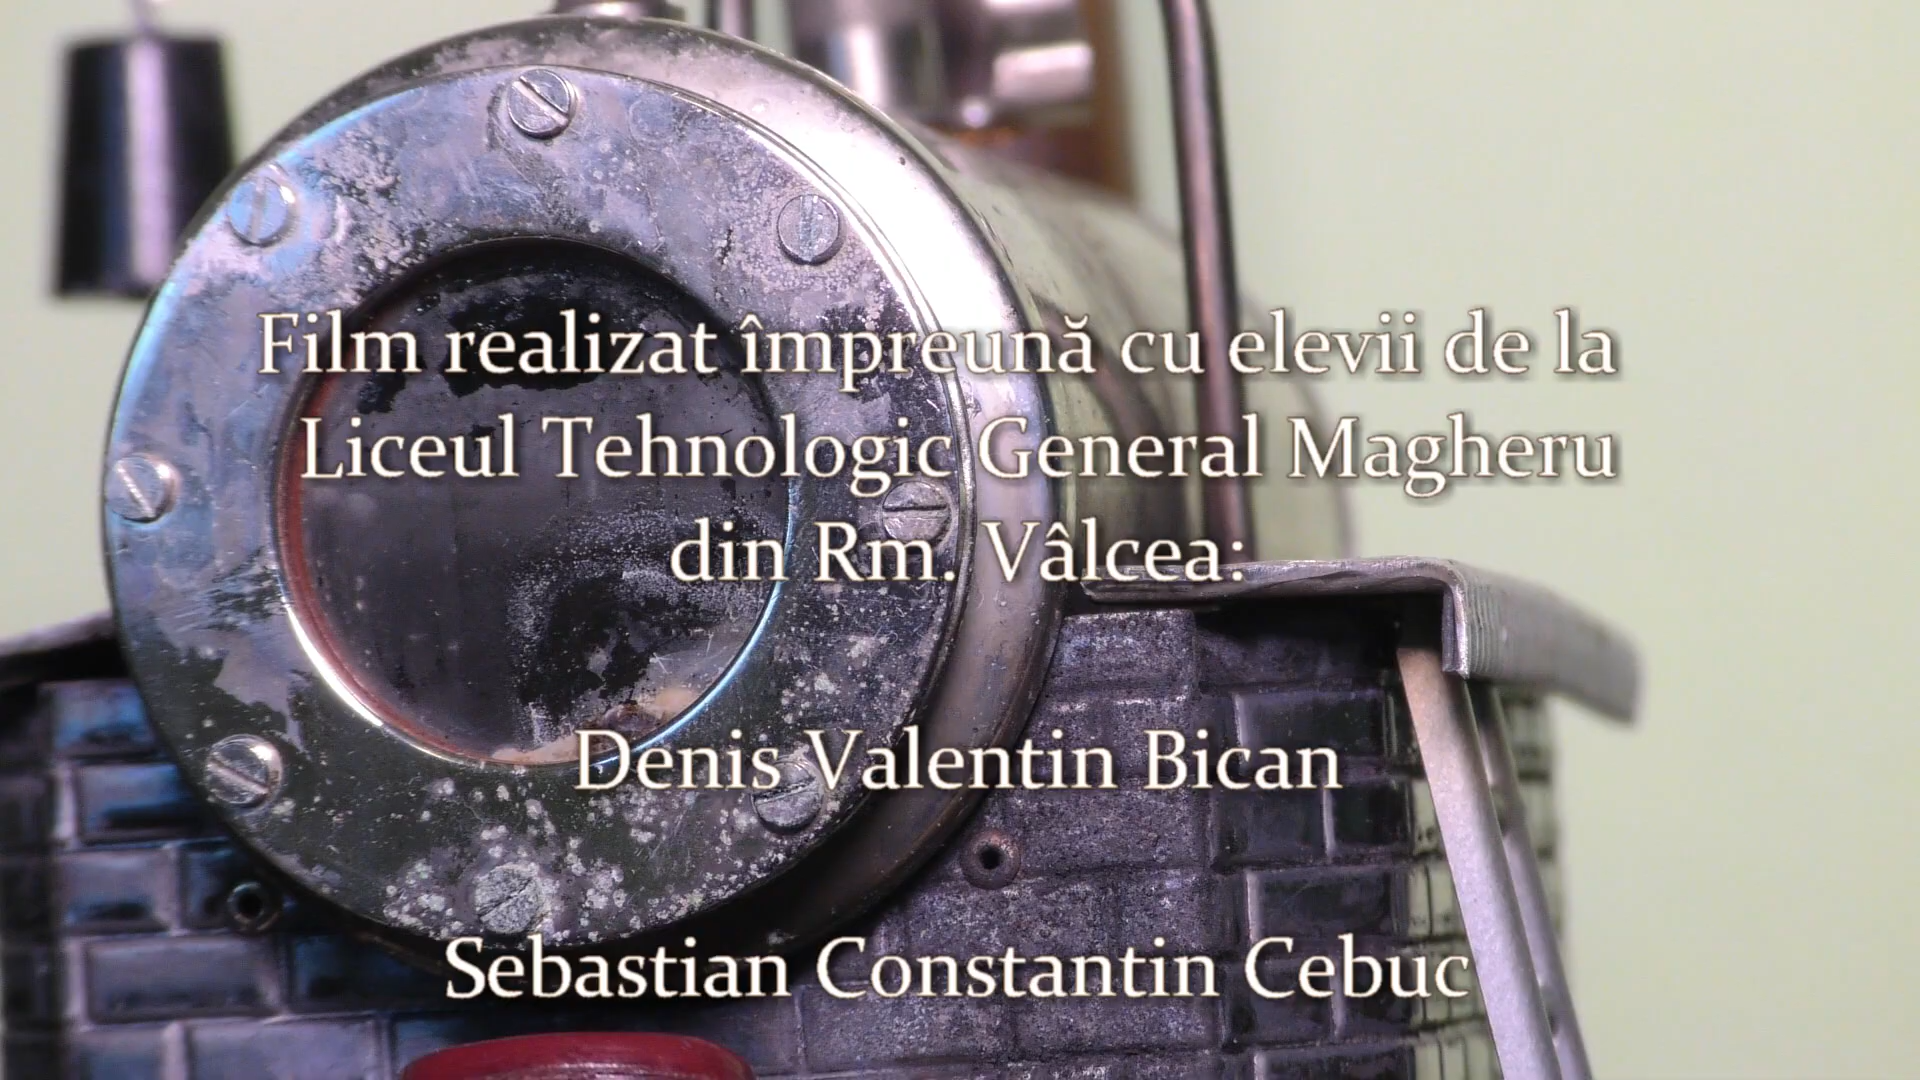 Film realizat împreună cu elevii de la
Liceul Tehnologic General Magheru
din Rm. Vâlcea:
Denis Valentin Bican
Sebastian Constantin Cebuc